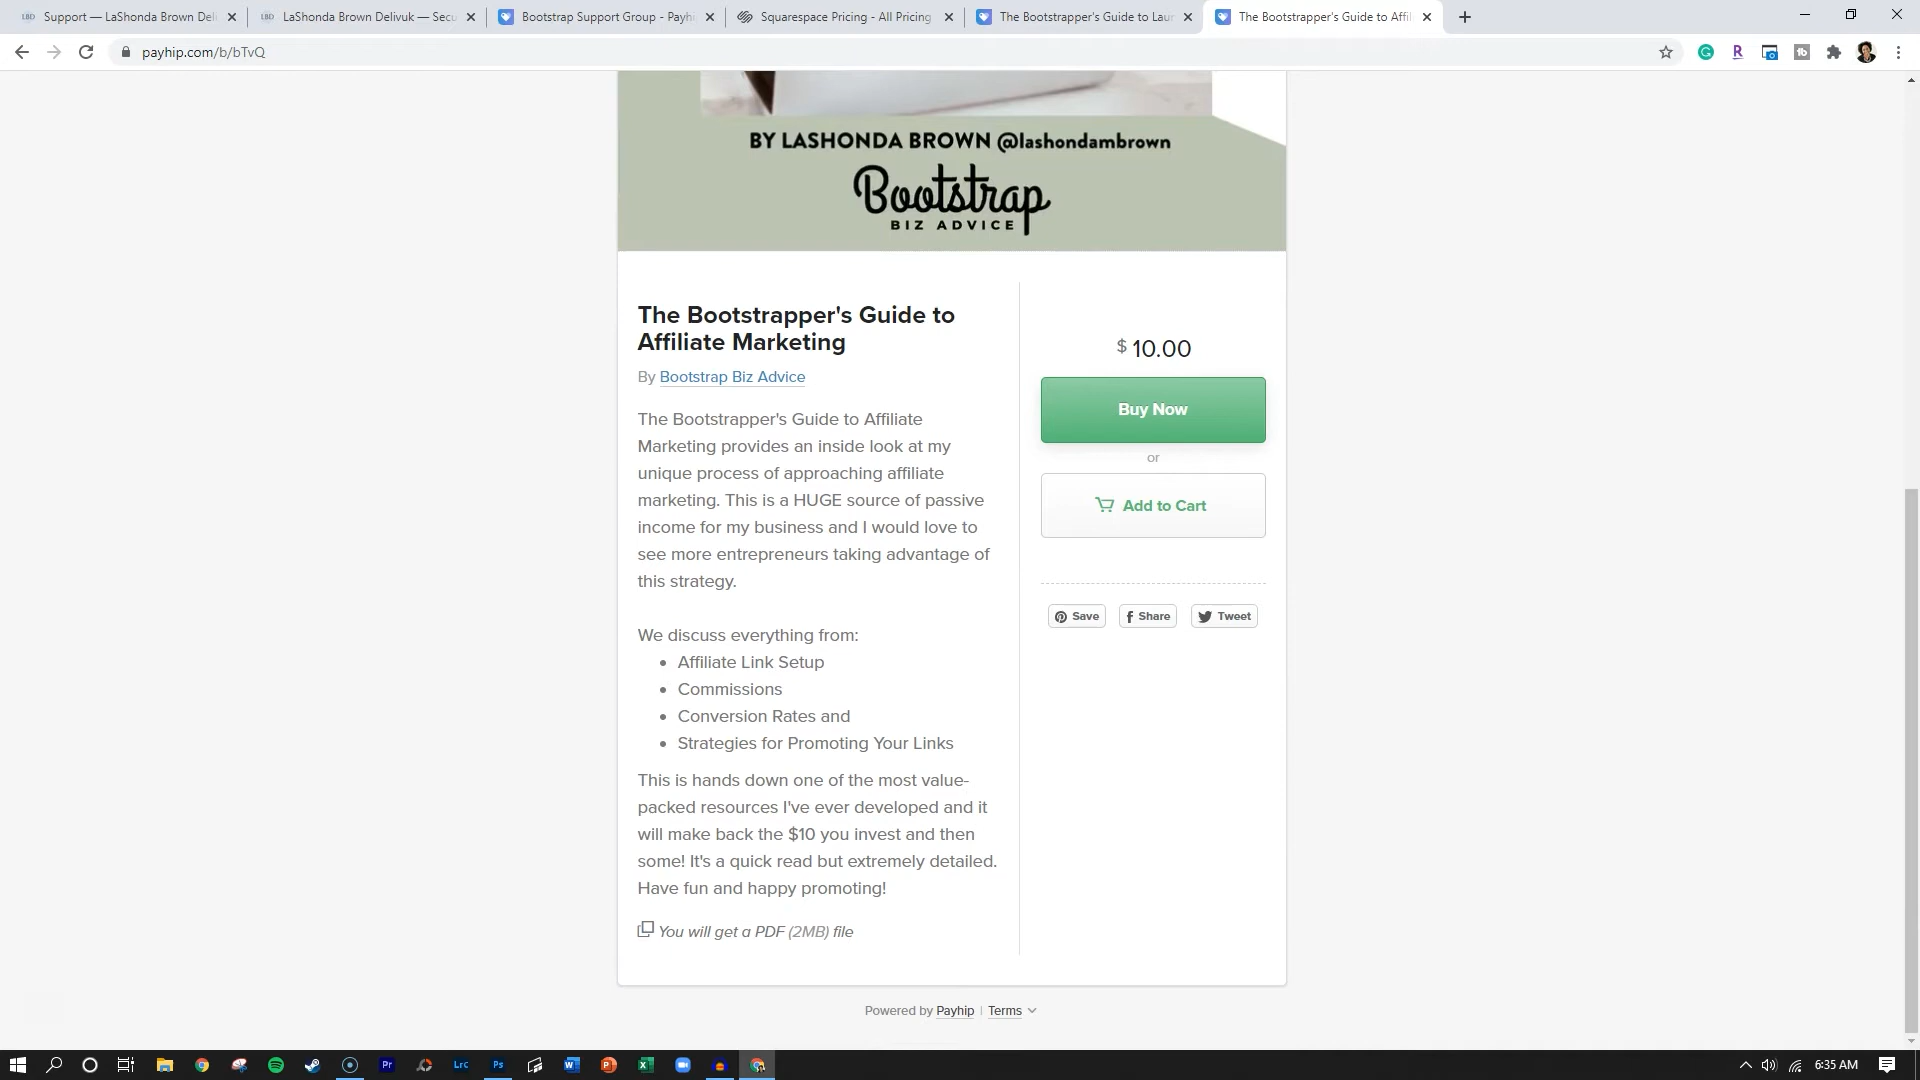 LBD Support — LaShonda Brown Deli
LBD LaShonda Brown Delivuk — Secu
Bootstrap Support Group - Payhi
Squarespace Pricing - All Pricing
The Bootstrapper's Guide to Laun
The Bootstrapper's Guide to Affil
payhip.com/b/bTvQ
BY LASHONDA BROWN @lashondambrown
Bootstrap
BIZ ADVICE
The Bootstrapper's Guide to
Affiliate Marketing
By Bootstrap Biz Advice
The Bootstrapper's Guide to Affiliate
Marketing provides an inside look at my
unique process of approaching affiliate
marketing. This is a HUGE source of passive
income for my business and I would love to
see more entrepreneurs taking advantage of
this strategy.
We discuss everything from:
• Affiliate Link Setup
• Commissions
• Conversion Rates and
• Strategies for Promoting Your Links
This is hands down one of the most value-
packed resources I've ever developed and it
will make back the $10 you invest and then
some! It's a quick read but extremely detailed.
Have fun and happy promoting!
You will get a PDF (2MB) file
$ 10.00
Buy Now
or
Add to Cart
Save
Share
Tweet
Powered by Payhip | Terms
Pr
Lrc
Ps
6:35 AM